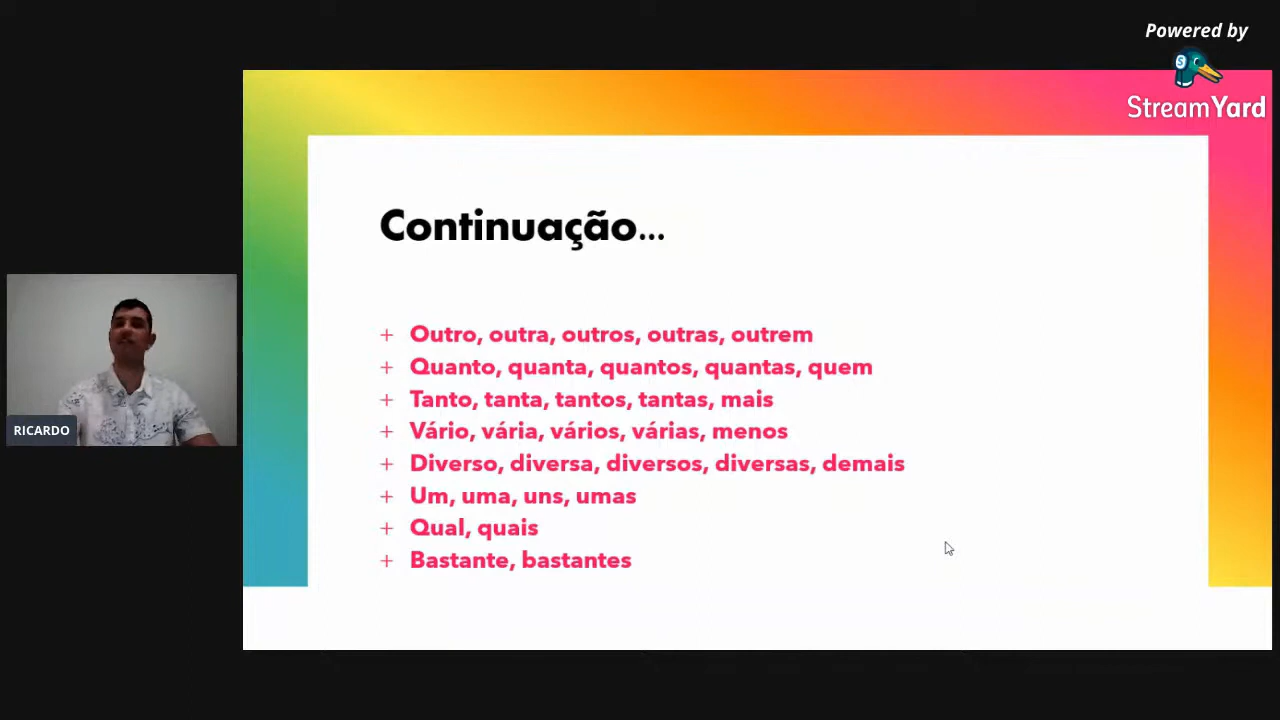 Powered by
StreamYard
Continuação...
+ Outro, outra, outros, outras, outrem
+ Quanto, quanta, quantos, quantas, quem
+ Tanto, tanta, tantos, tantas, mais
+ Vário, vária, vários, várias, menos
+ Diverso, diversa, diversos, diversas, demais
+ Um, uma, uns, umas
+ Qual, quais
+ Bastante, bastantes
RICARDO